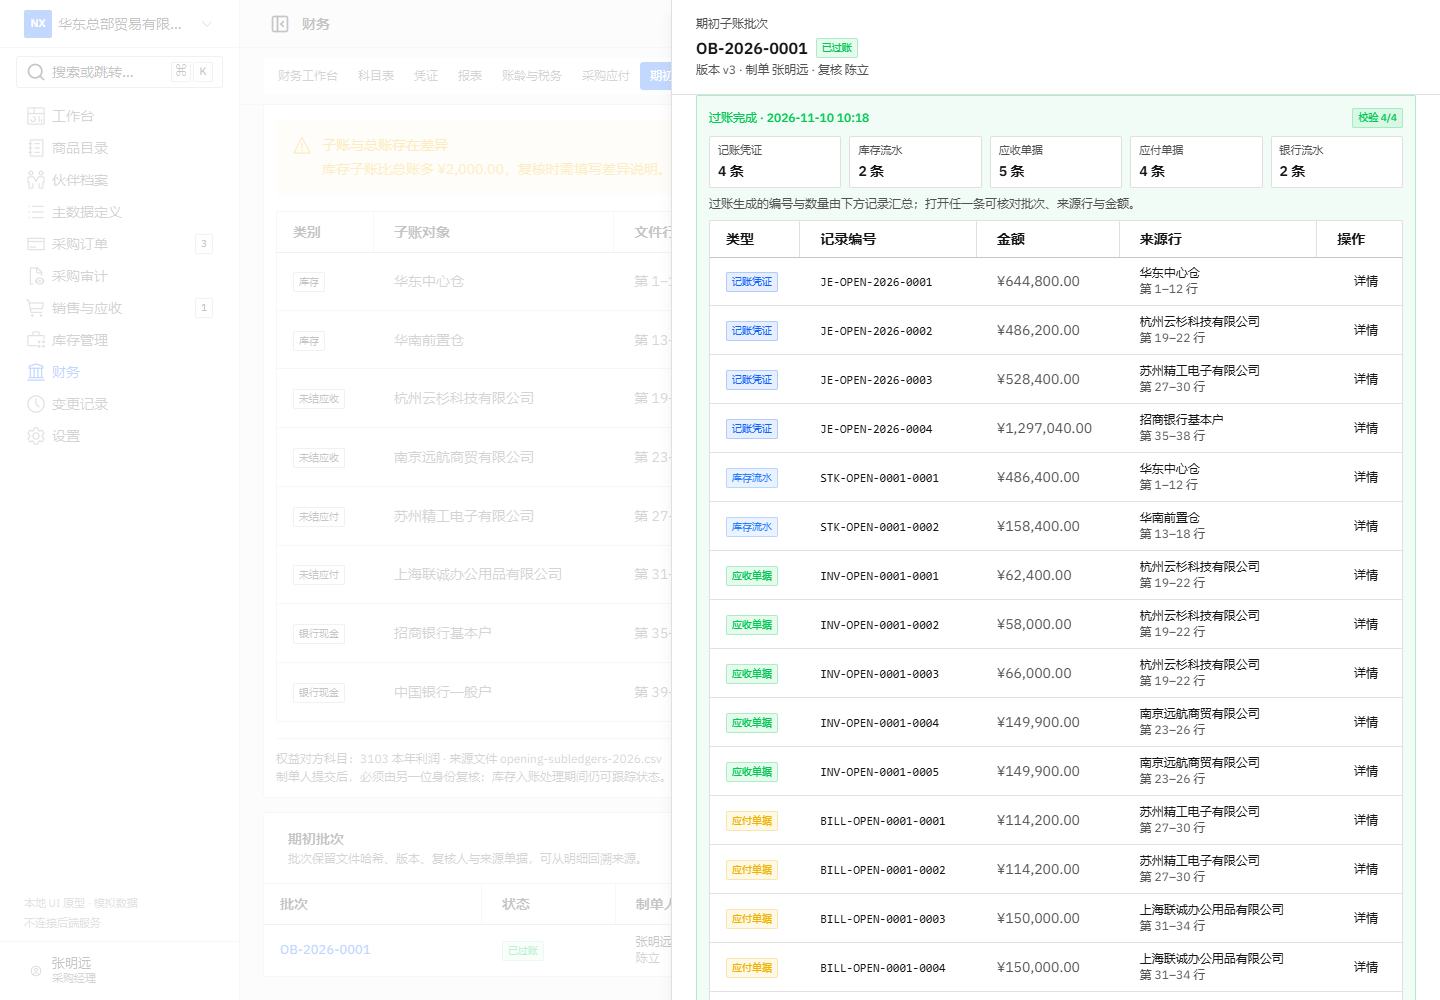 NX 华东总部贸易有限...
搜索或跳转... ⌘ K
工作台
商品目录
伙伴档案
主数据定义
采购订单 3
采购审计
销售与应收 1
库存管理
财务
变更记录
设置
本地 UI 原型 · 模拟数据
不连接后端服务
张明远
采购经理
财务
财务工作台 科目表 凭证 报表 账龄与税务 采购应付 期初
子账与总账存在差异
库存子账比总账多 ¥2,000.00，复核时需填写差异说明。
类别 子账对象 文件行
库存 华东中心仓 第 1–1
库存 华南前置仓 第 13-
未结应收 杭州云杉科技有限公司 第 19-
未结应收 南京远航商贸有限公司 第 23-
未结应付 苏州精工电子有限公司 第 27-
未结应付 上海联诚办公用品有限公司 第 31-
银行现金 招商银行基本户 第 35-
银行现金 中国银行一般户 第 39-
权益对方科目：3103 本年利润 · 来源文件 opening-subledgers-2026.csv
制单人提交后，必须由另一位身份复核；库存入账处理期间仍可跟踪状态。
期初批次
批次保留文件哈希、版本、复核人与来源单据，可从明细回溯来源。
批次 状态 制单人
OB-2026-0001 已过账 张明远
陈立
期初子账批次
OB-2026-0001 已过账
版本 v3 · 制单 张明远 · 复核 陈立
过账完成 · 2026-11-10 10:18 校验 4/4
记账凭证 库存流水 应收单据 应付单据 银行流水
4 条 2 条 5 条 4 条 2 条
过账生成的编号与数量由下方记录汇总；打开任一条可核对批次、来源行与金额。
类型 记录编号 金额 来源行 操作
记账凭证 JE-OPEN-2026-0001 ¥644,800.00 华东中心仓 详情
第 1–12 行
记账凭证 JE-OPEN-2026-0002 ¥486,200.00 杭州云杉科技有限公司 详情
第 19–22 行
记账凭证 JE-OPEN-2026-0003 ¥528,400.00 苏州精工电子有限公司 详情
第 27–30 行
记账凭证 JE-OPEN-2026-0004 ¥1,297,040.00 招商银行基本户 详情
第 35–38 行
库存流水 STK-OPEN-0001-0001 ¥486,400.00 华东中心仓 详情
第 1–12 行
库存流水 STK-OPEN-0001-0002 ¥158,400.00 华南前置仓 详情
第 13–18 行
应收单据 INV-OPEN-0001-0001 ¥62,400.00 杭州云杉科技有限公司 详情
第 19–22 行
应收单据 INV-OPEN-0001-0002 ¥58,000.00 杭州云杉科技有限公司 详情
第 19–22 行
应收单据 INV-OPEN-0001-0003 ¥66,000.00 杭州云杉科技有限公司 详情
第 19–22 行
应收单据 INV-OPEN-0001-0004 ¥149,900.00 南京远航商贸有限公司 详情
第 23–26 行
应收单据 INV-OPEN-0001-0005 ¥149,900.00 南京远航商贸有限公司 详情
第 23–26 行
应付单据 BILL-OPEN-0001-0001 ¥114,200.00 苏州精工电子有限公司 详情
第 27–30 行
应付单据 BILL-OPEN-0001-0002 ¥114,200.00 苏州精工电子有限公司 详情
第 27–30 行
应付单据 BILL-OPEN-0001-0003 ¥150,000.00 上海联诚办公用品有限公司 详情
第 31–34 行
应付单据 BILL-OPEN-0001-0004 ¥150,000.00 上海联诚办公用品有限公司 详情
第 31–34 行